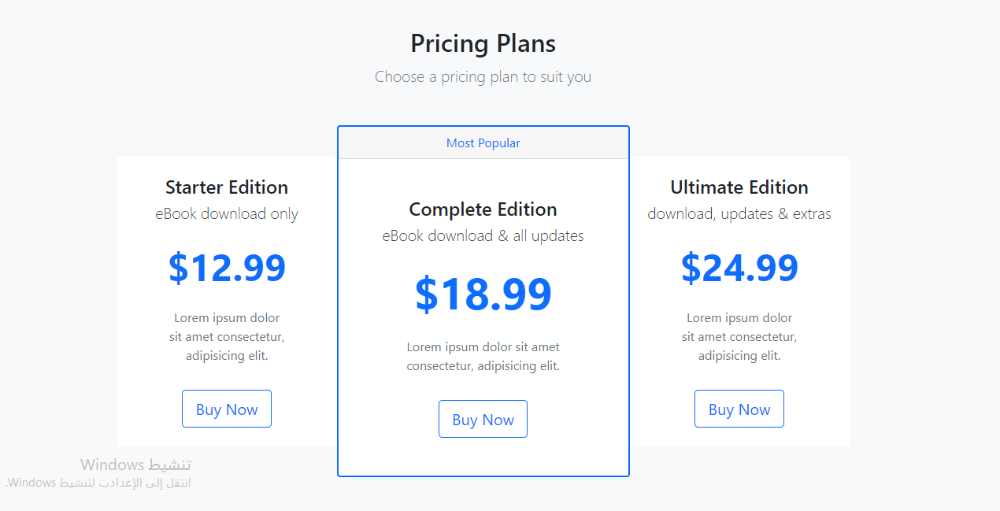 Pricing Plans
Choose a pricing plan to suit you
Starter Edition
eBook download only
$12.99
Lorem ipsum dolor
sit amet consectetur,
adipisicing elit.
Buy Now
Most Popular
Complete Edition
eBook download & all updates
$18.99
Lorem ipsum dolor sit amet
consectetur, adipisicing elit.
Buy Now
Ultimate Edition
download, updates & extras
$24.99
Lorem ipsum dolor
sit amet consectetur,
adipisicing elit.
Buy Now
تنشيط Windows
انتقل إلى الإعدادات لتنشيط Windows.